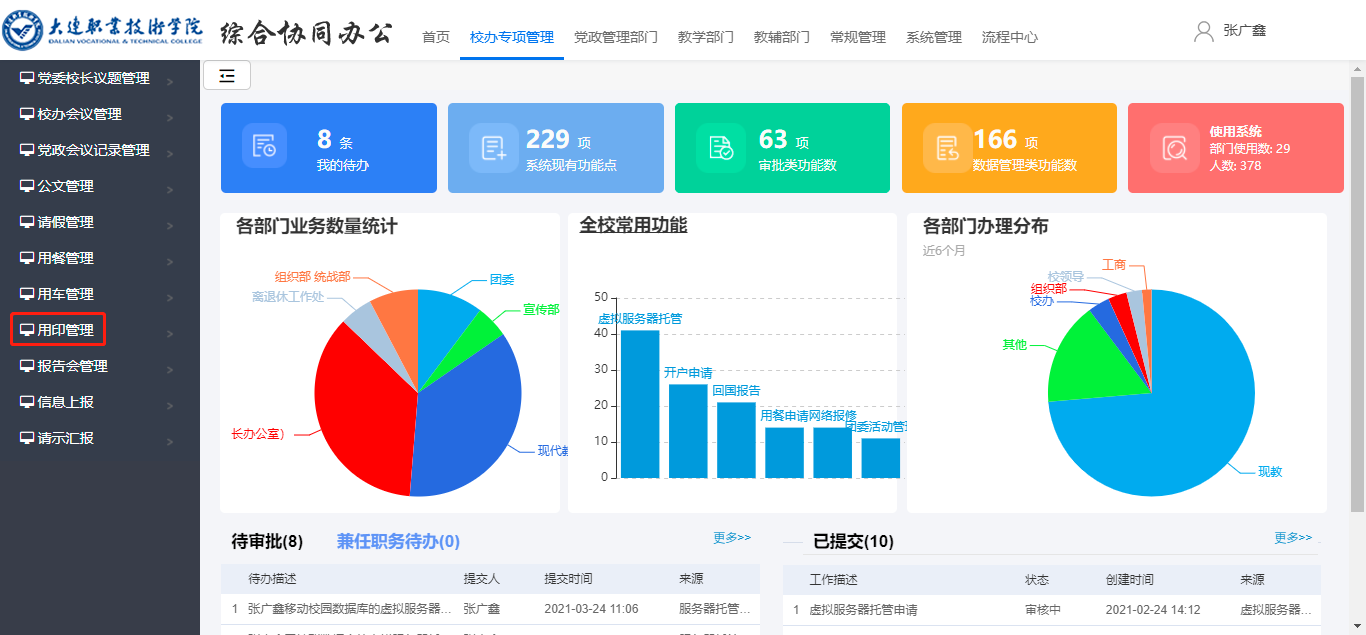 大连职业技术学院
DALIAN VOCATIONAL & TECHNICAL COLLEGE
综合协同办公
首页 校办专项管理 党政管理部门 教学部门 教辅部门 常规管理 系统管理 流程中心
张广鑫
党委校长议题管理
校办会议管理
党政会议记录管理
公文管理
请假管理
用餐管理
用车管理
用印管理
报告会管理
信息上报
请示汇报
8 条
我的待办
229 项
系统现有功能点
63 项
审批类功能数
166 项
数据管理类功能数
使用系统
部门使用数: 29
人数: 378
各部门业务数量统计
组织部 统战部
团委
离退休工作处
宣传部
长办公室）
现代教
全校常用功能
50
40
30
20
10
0
虚拟服务器托管
开户申请
回国报告
用餐申请
网络报修
团委活动管理
各部门办理分布
近6个月
工商
校领导
组织部
校办
其他
现教
待审批(8) 兼任职务待办(0) 更多>>
待办描述 提交人 提交时间 来源
1 张广鑫移动校园数据库的虚拟服务器... 张广鑫 2021-03-24 11:06 服务器托管...
已提交(10) 更多>>
工作描述 状态 创建时间 来源
1 虚拟服务器托管申请 审核中 2021-02-24 14:12 虚拟服务器...